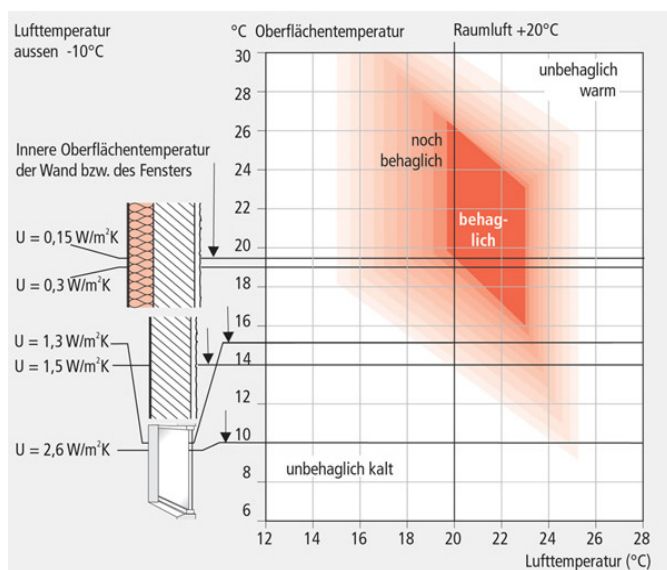 Lufttemperatur
aussen -10°C
°C Oberflächentemperatur
Raumluft +20°C
30
28
26
24
22
20
18
16
14
12
10
8
6
unbehaglich
warm
noch
behaglich
behag-
lich
unbehaglich kalt
Innere Oberflächentemperatur
der Wand bzw. des Fensters
U = 0,15 W/m²K
U = 0,3 W/m²K
U = 1,3 W/m²K
U = 1,5 W/m²K
U = 2,6 W/m²K
12 14 16 18 20 22 24 26 28
Lufttemperatur (°C)